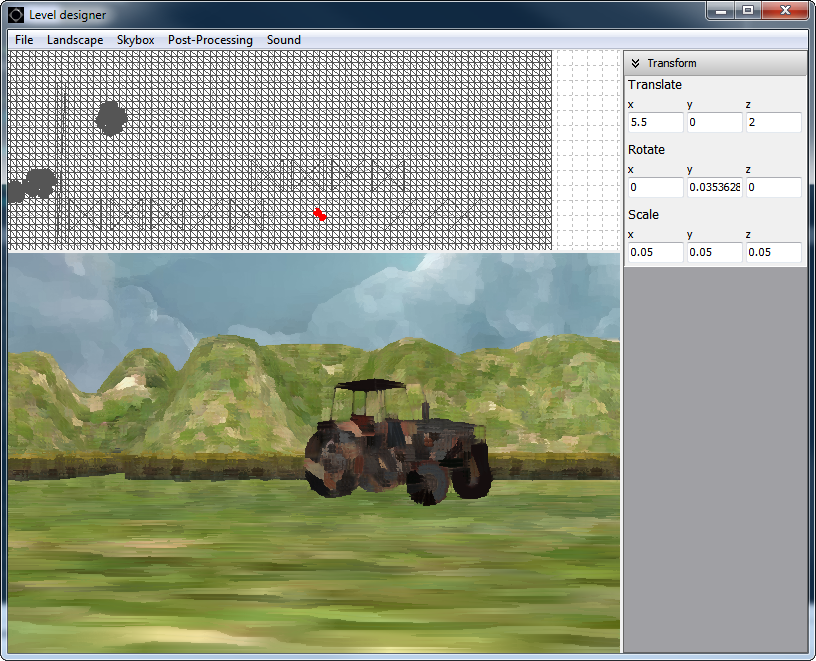 Level designer
File Landscape Skybox Post-Processing Sound
Transform
Translate
x y z
5.5 0 2
Rotate
x y z
0 0.0353628 0
Scale
x y z
0.05 0.05 0.05